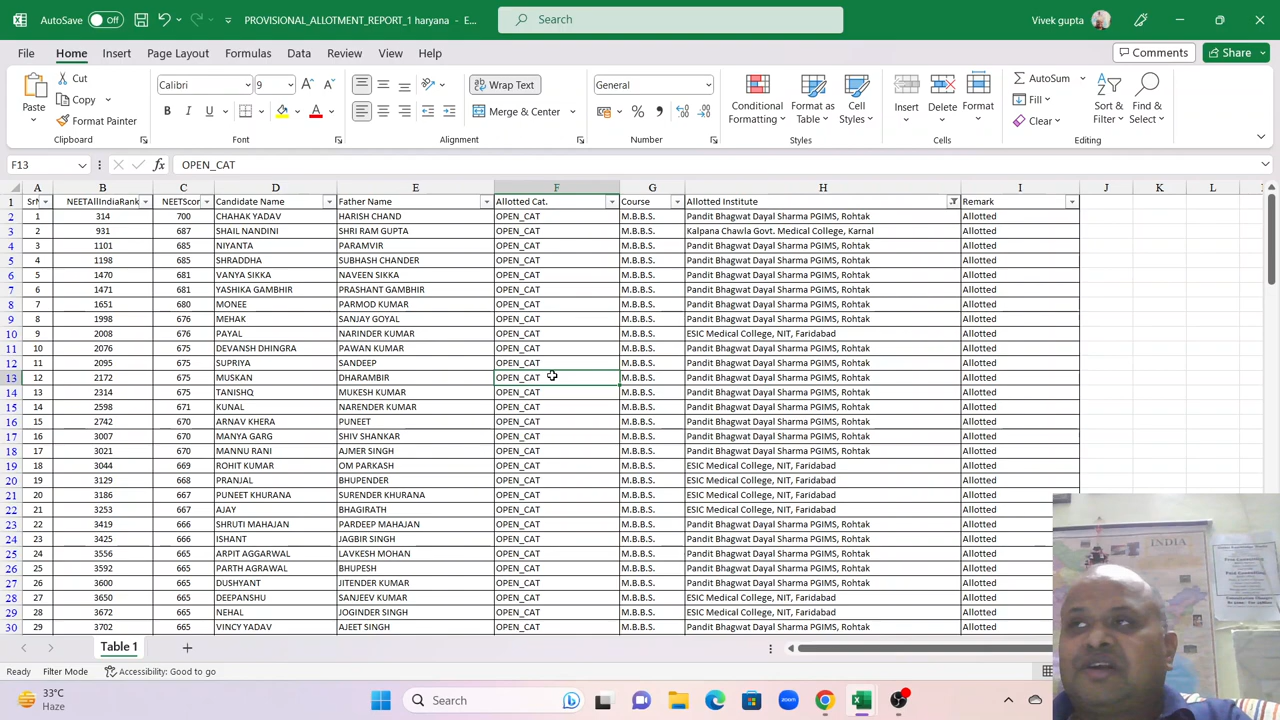 AutoSave Off PROVISIONAL_ALLOTMENT_REPORT_1 haryana - E... Search Vivek gupta
File Home Insert Page Layout Formulas Data Review View Help Comments Share
Paste Cut Copy Format Painter Calibri 9 Wrap Text Merge & Center General Conditional Formatting Format as Table Cell Styles Insert Delete Format AutoSum Fill Clear Sort & Filter Find & Select
Clipboard Font Alignment Number Styles Cells Editing
F13 OPEN_CAT
A B C D E F G H I J K L
1 NEETAllIndiaRank NEETScor Candidate Name Father Name Allotted Cat. Course Allotted Institute Remark
2 1 314 700 CHAHAK YADAV HARISH CHAND OPEN_CAT M.B.B.S. Pandit Bhagwat Dayal Sharma PGIMS, Rohtak Allotted
3 2 931 687 SHAIL NANDINI SHRI RAM GUPTA OPEN_CAT M.B.B.S. Kalpana Chawla Govt. Medical College, Karnal Allotted
4 3 1101 685 NIYANTA PARAMVIR OPEN_CAT M.B.B.S. Pandit Bhagwat Dayal Sharma PGIMS, Rohtak Allotted
5 4 1198 685 SHRADDHA SUBHASH CHANDER OPEN_CAT M.B.B.S. Pandit Bhagwat Dayal Sharma PGIMS, Rohtak Allotted
6 5 1470 681 VANYA SIKKA NAVEEN SIKKA OPEN_CAT M.B.B.S. Pandit Bhagwat Dayal Sharma PGIMS, Rohtak Allotted
7 6 1471 681 YASHIKA GAMBHIR PRASHANT GAMBHIR OPEN_CAT M.B.B.S. Pandit Bhagwat Dayal Sharma PGIMS, Rohtak Allotted
8 7 1651 680 MONEE PARMOD KUMAR OPEN_CAT M.B.B.S. Pandit Bhagwat Dayal Sharma PGIMS, Rohtak Allotted
9 8 1998 676 MEHAK SANJAY GOYAL OPEN_CAT M.B.B.S. Pandit Bhagwat Dayal Sharma PGIMS, Rohtak Allotted
10 9 2008 676 PAYAL NARINDER KUMAR OPEN_CAT M.B.B.S. ESIC Medical College, NIT, Faridabad Allotted
11 10 2076 675 DEVANSH DHINGRA PAWAN KUMAR OPEN_CAT M.B.B.S. Pandit Bhagwat Dayal Sharma PGIMS, Rohtak Allotted
12 11 2095 675 SUPRIYA SANDEEP OPEN_CAT M.B.B.S. Pandit Bhagwat Dayal Sharma PGIMS, Rohtak Allotted
13 12 2172 675 MUSKAN DHARAMBIR OPEN_CAT M.B.B.S. Pandit Bhagwat Dayal Sharma PGIMS, Rohtak Allotted
14 13 2314 675 TANISHQ MUKESH KUMAR OPEN_CAT M.B.B.S. Pandit Bhagwat Dayal Sharma PGIMS, Rohtak Allotted
15 14 2598 671 KUNAL NARENDER KUMAR OPEN_CAT M.B.B.S. Pandit Bhagwat Dayal Sharma PGIMS, Rohtak Allotted
16 15 2742 670 ARNAV KHERA PUNEET OPEN_CAT M.B.B.S. Pandit Bhagwat Dayal Sharma PGIMS, Rohtak Allotted
17 16 3007 670 MANYA GARG SHIV SHANKAR OPEN_CAT M.B.B.S. Pandit Bhagwat Dayal Sharma PGIMS, Rohtak Allotted
18 17 3021 670 MANNU RANI AJMER SINGH OPEN_CAT M.B.B.S. Pandit Bhagwat Dayal Sharma PGIMS, Rohtak Allotted
19 18 3044 669 ROHIT KUMAR OM PARKASH OPEN_CAT M.B.B.S. ESIC Medical College, NIT, Faridabad Allotted
20 19 3129 668 PRANJAL BHUPENDER OPEN_CAT M.B.B.S. ESIC Medical College, NIT, Faridabad Allotted
21 20 3186 668 PUNEET KHURANA SURENDER KHURANA OPEN_CAT M.B.B.S. ESIC Medical College, NIT, Faridabad Allotted
22 21 3253 667 AJAY BHAGIRATH OPEN_CAT M.B.B.S. ESIC Medical College, NIT, Faridabad Allotted
23 22 3419 666 SHRUTI MAHAJAN PARDEEP MAHAJAN OPEN_CAT M.B.B.S. Pandit Bhagwat Dayal Sharma PGIMS, Rohtak Allotted
24 23 3425 666 ISHANT JAGBIR SINGH OPEN_CAT M.B.B.S. Pandit Bhagwat Dayal Sharma PGIMS, Rohtak Allotted
25 24 3556 665 ARPIT AGGARWAL LAVKESH MOHAN OPEN_CAT M.B.B.S. Pandit Bhagwat Dayal Sharma PGIMS, Rohtak Allotted
26 25 3592 665 PARTH AGRAWAL BHUPESH OPEN_CAT M.B.B.S. Pandit Bhagwat Dayal Sharma PGIMS, Rohtak Allotted
27 26 3600 665 DUSHYANT JITENDER KUMAR OPEN_CAT M.B.B.S. Pandit Bhagwat Dayal Sharma PGIMS, Rohtak Allotted
28 27 3650 665 DEEPANSHU SANJEEV KUMAR OPEN_CAT M.B.B.S. Pandit Bhagwat Dayal Sharma PGIMS, Rohtak Allotted
29 28 3672 665 NEHAL JOGINDER SINGH OPEN_CAT M.B.B.S. Pandit Bhagwat Dayal Sharma PGIMS, Rohtak Allotted
30 29 3702 665 VINCY YADAV AJEET SINGH OPEN_CAT M.B.B.S. Pandit Bhagwat Dayal Sharma PGIMS, Rohtak Allotted
INDIA
Table 1
Ready Filter Mode Accessibility: Good to go
33°C
Haze
Search